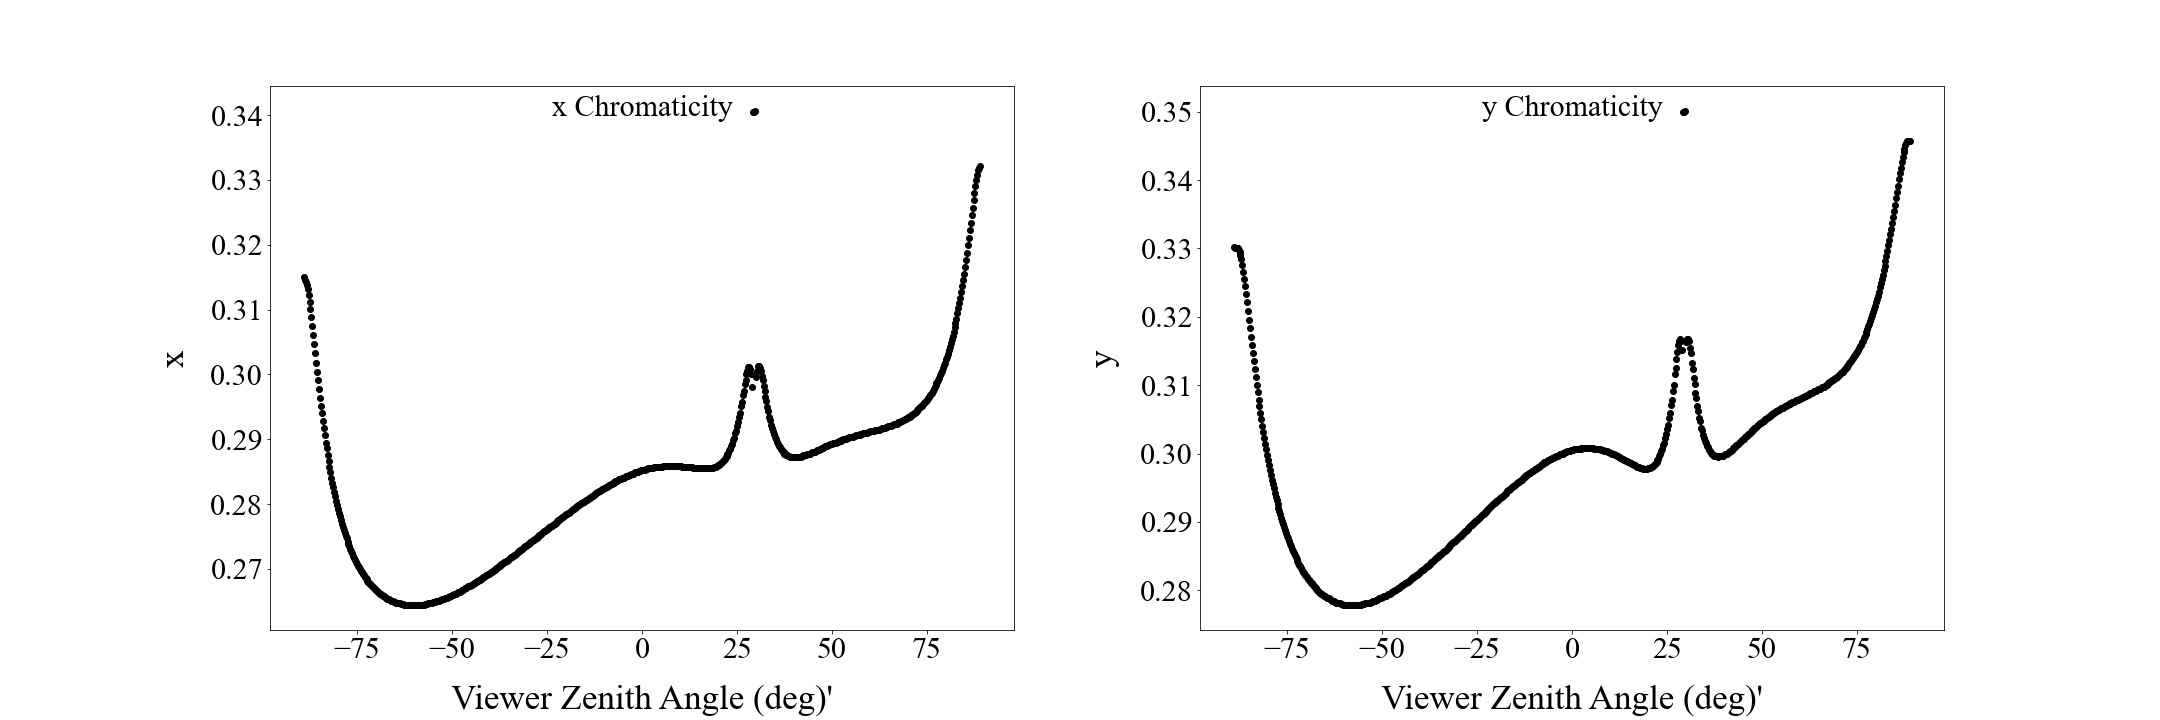 x Chromaticity
0.34
0.33
0.32
0.31
0.30
0.29
0.28
0.27
x
−75 −50 −25 0 25 50 75
Viewer Zenith Angle (deg)'
y Chromaticity
0.35
0.34
0.33
0.32
0.31
0.30
0.29
0.28
y
−75 −50 −25 0 25 50 75
Viewer Zenith Angle (deg)'